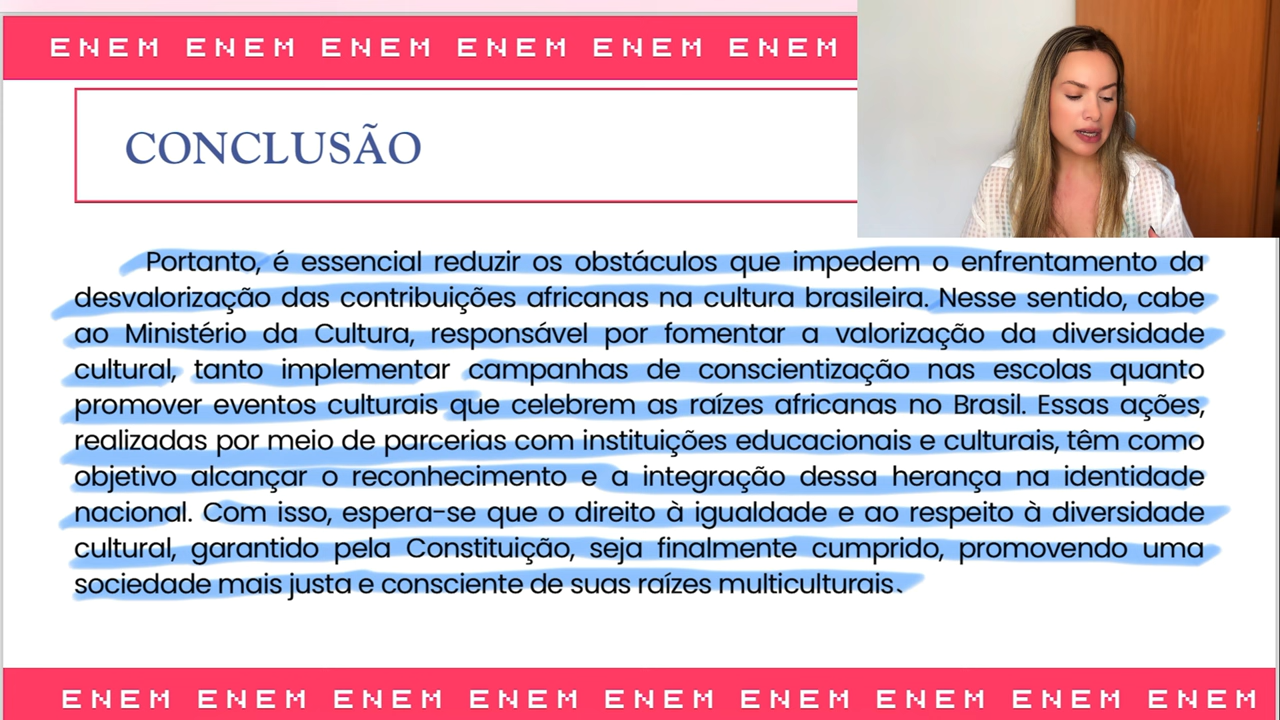 ENEM ENEM ENEM ENEM ENEM ENEM
CONCLUSÃO
Portanto, é essencial reduzir os obstáculos que impedem o enfrentamento da
desvalorização das contribuições africanas na cultura brasileira. Nesse sentido, cabe
ao Ministério da Cultura, responsável por fomentar a valorização da diversidade
cultural, tanto implementar campanhas de conscientização nas escolas quanto
promover eventos culturais que celebrem as raízes africanas no Brasil. Essas ações,
realizadas por meio de parcerias com instituições educacionais e culturais, têm como
objetivo alcançar o reconhecimento e a integração dessa herança na identidade
nacional. Com isso, espera-se que o direito à igualdade e ao respeito à diversidade
cultural, garantido pela Constituição, seja finalmente cumprido, promovendo uma
sociedade mais justa e consciente de suas raízes multiculturais.
ENEM ENEM ENEM ENEM ENEM ENEM ENEM ENEM ENEM